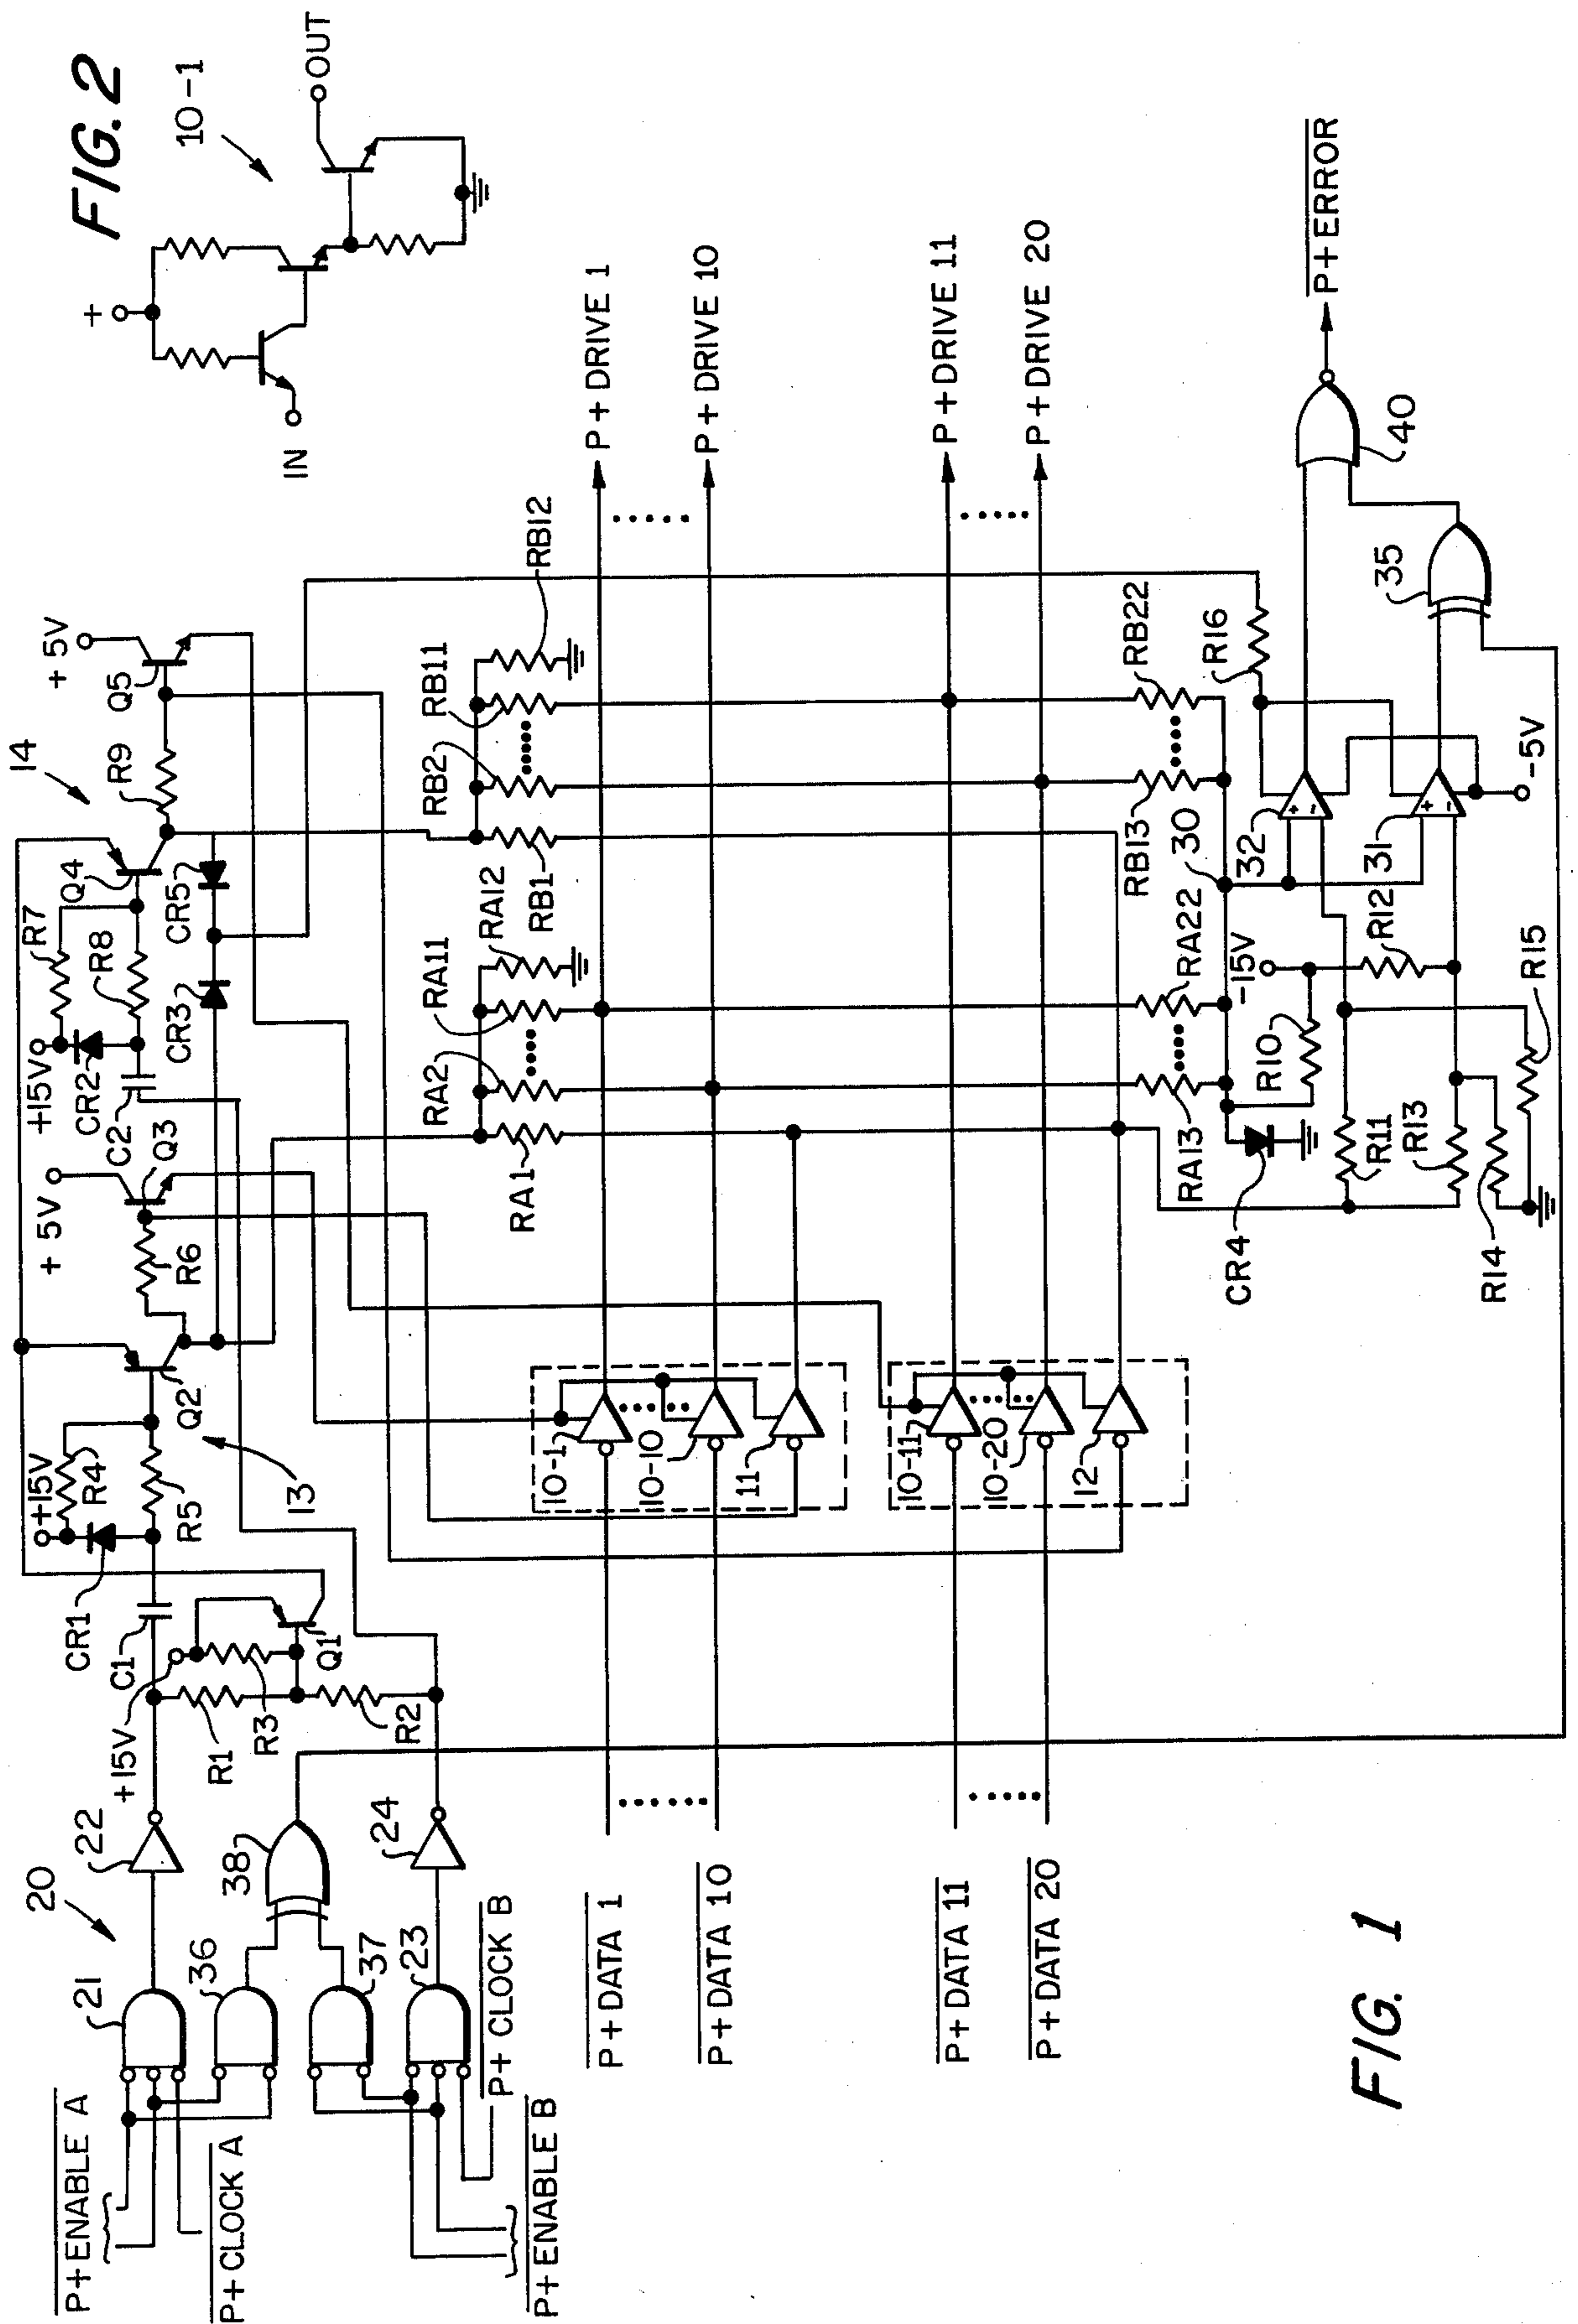 FIG. 2
10-1
+
IN
OUT
20
22
21
36
38
37
23
24
P+ENABLE A
P+CLOCK A
P+ CLOCK B
P+ENABLE B
+15V
R1
R3
R2
Q1
C1
CR1
+15V
R4
R5
13
Q2
R6
+ 5V
Q3
C2
CR2
+15V
R7
R8
CR3
CR5
Q4
14
R9
Q5
+ 5V
RA1
RA2
RA11
RA12
RB1
RB2
RB11
RB12
P+DATA 1
P+DATA 10
P+DATA 11
P+DATA 20
10-1
10-10
11
10-11
10-20
12
P+DRIVE 1
P+DRIVE 10
P+DRIVE 11
P+DRIVE 20
RA13
RA22
RB13
RB22
30
CR4
-15V
R10
R11
R12
R13
R14
R15
R16
32
+
-
31
+
-
-5V
35
40
P+ERROR
FIG. 1